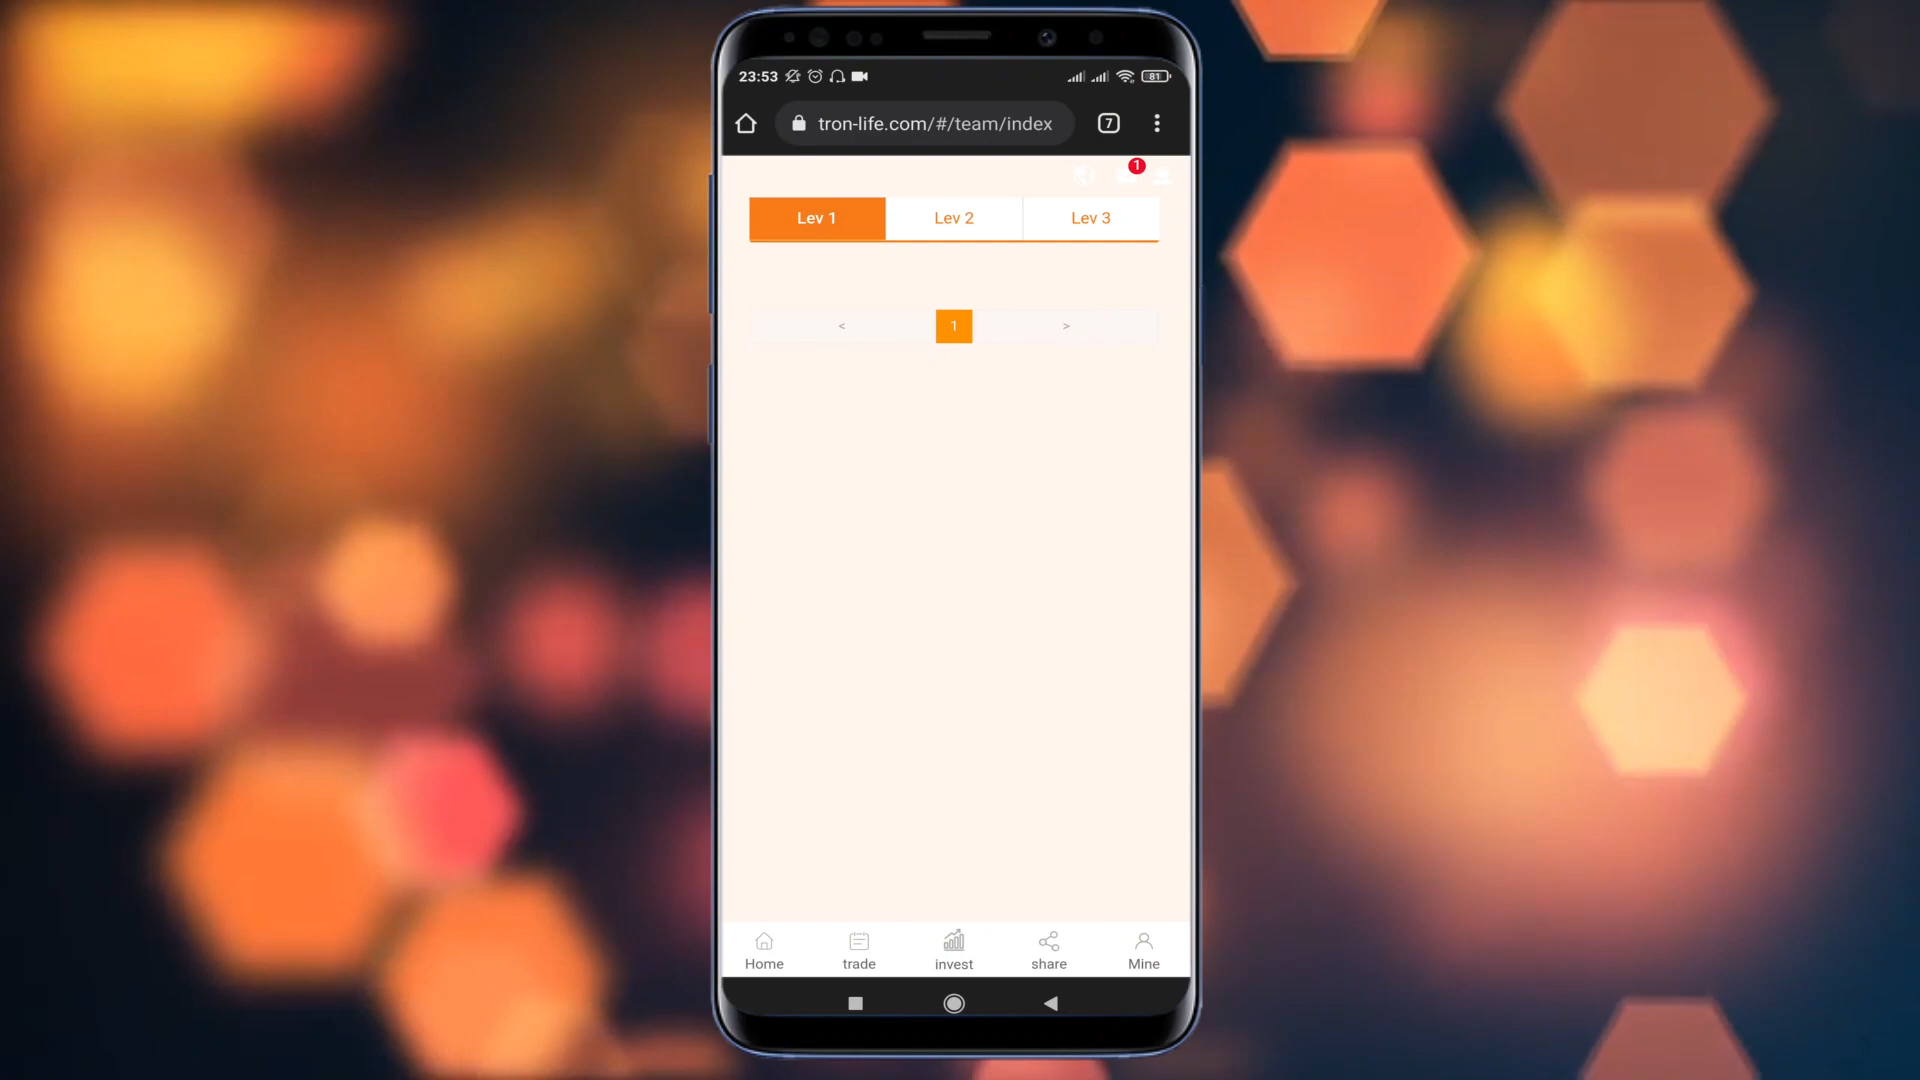 23:53
81
tron-life.com/#/team/index
7
1
Lev 1
Lev 2
Lev 3
< 1 >
Home
trade
invest
share
Mine